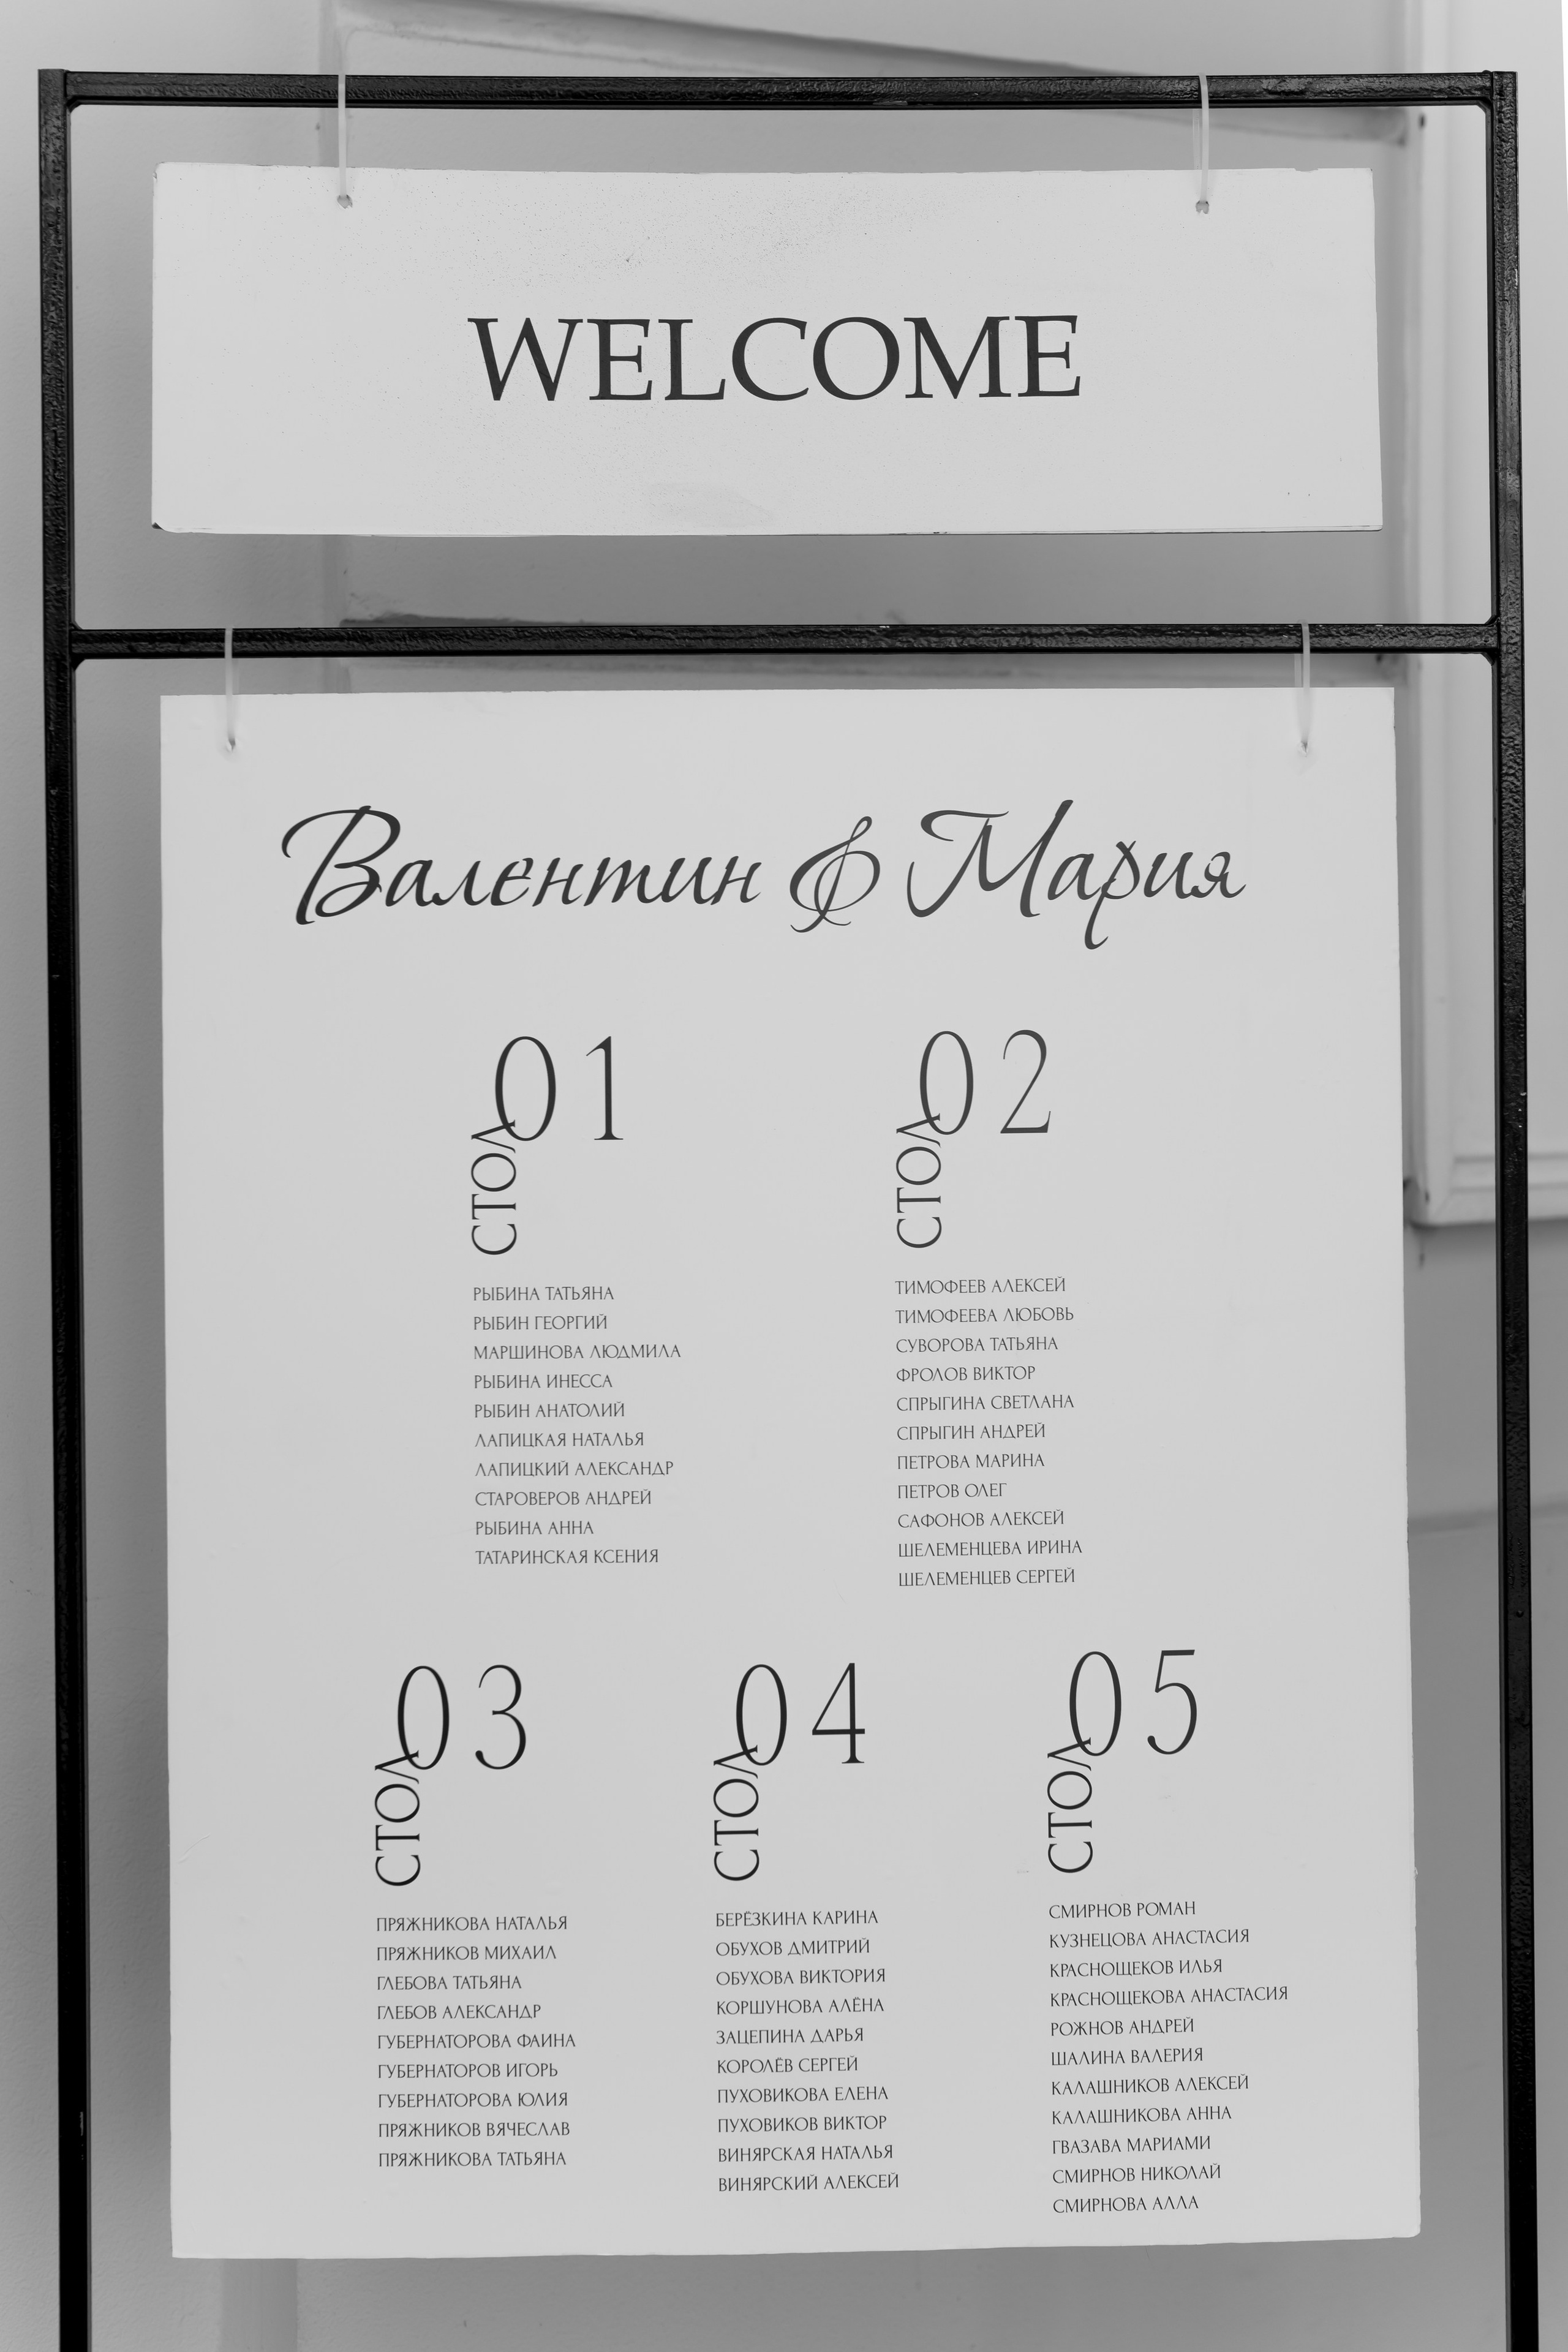 WELCOME
Валентин & Мария
СТОЛ 01
РЫБИНА ТАТЬЯНА
РЫБИН ГЕОРГИЙ
МАРШИНОВА ЛЮДМИЛА
РЫБИНА ИНЕССА
РЫБИН АНАТОЛИЙ
ЛАПИЦКАЯ НАТАЛЬЯ
ЛАПИЦКИЙ АЛЕКСАНДР
СТАРОВЕРОВ АНДРЕЙ
РЫБИНА АННА
ТАТАРИНСКАЯ КСЕНИЯ
СТОЛ 02
ТИМОФЕЕВ АЛЕКСЕЙ
ТИМОФЕЕВА ЛЮБОВЬ
СУВОРОВА ТАТЬЯНА
ФРОЛОВ ВИКТОР
СПРЫГИНА СВЕТЛАНА
СПРЫГИН АНДРЕЙ
ПЕТРОВА МАРИНА
ПЕТРОВ ОЛЕГ
САФОНОВ АЛЕКСЕЙ
ШЕЛЕМЕНЦЕВА ИРИНА
ШЕЛЕМЕНЦЕВ СЕРГЕЙ
СТОЛ 03
ПРЯЖНИКОВА НАТАЛЬЯ
ПРЯЖНИКОВ МИХАИЛ
ГЛЕБОВА ТАТЬЯНА
ГЛЕБОВ АЛЕКСАНДР
ГУБЕРНАТОРОВА ФАИНА
ГУБЕРНАТОРОВ ИГОРЬ
ГУБЕРНАТОРОВА ЮЛИЯ
ПРЯЖНИКОВ ВЯЧЕСЛАВ
ПРЯЖНИКОВА ТАТЬЯНА
СТОЛ 04
БЕРЁЗКИНА КАРИНА
ОБУХОВ ДМИТРИЙ
ОБУХОВА ВИКТОРИЯ
КОРШУНОВА АЛЁНА
ЗАЦЕПИНА ДАРЬЯ
КОРОЛЁВ СЕРГЕЙ
ПУХОВИКОВА ЕЛЕНА
ПУХОВИКОВ ВИКТОР
ВИНЯРСКАЯ НАТАЛЬЯ
ВИНЯРСКИЙ АЛЕКСЕЙ
СТОЛ 05
СМИРНОВ РОМАН
КУЗНЕЦОВА АНАСТАСИЯ
КРАСНОЩЕКОВ ИЛЬЯ
КРАСНОЩЕКОВА АНАСТАСИЯ
РОЖНОВ АНДРЕЙ
ШАЛИНА ВАЛЕРИЯ
КАЛАШНИКОВ АЛЕКСЕЙ
КАЛАШНИКОВА АННА
ГВАЗАВА МАРИАМИ
СМИРНОВ НИКОЛАЙ
СМИРНОВА АЛЛА